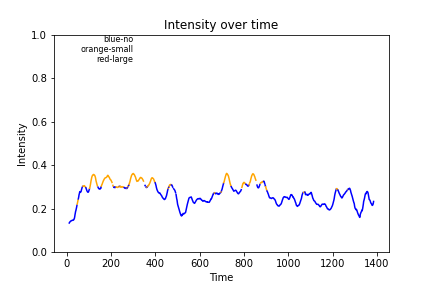 Intensity over time
blue-no
orange-small
red-large
1.0
0.8
0.6
0.4
0.2
0.0
Intensity
0 200 400 600 800 1000 1200 1400
Time